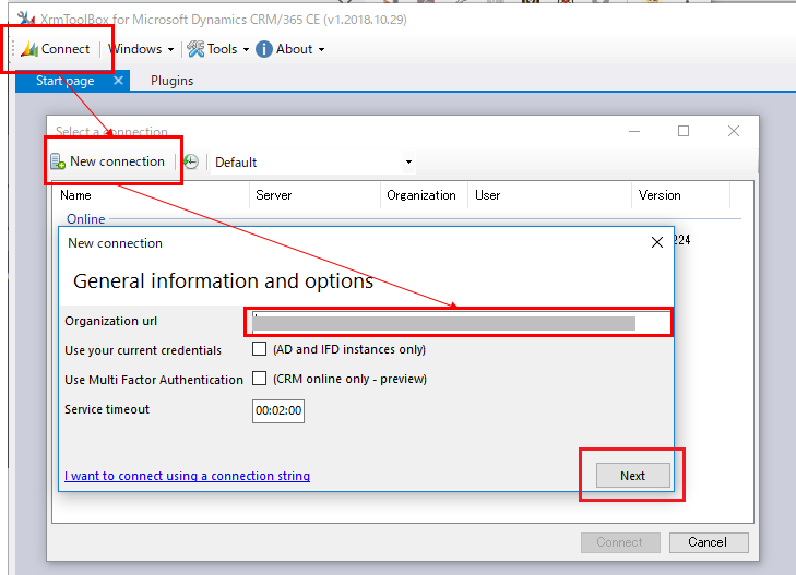 XrmToolBox for Microsoft Dynamics CRM/365 CE (v1.2018.10.29)
Connect Windows Tools About
Start page Plugins
Select a connection
New connection Default
Name Server Organization User Version
Online
224
New connection
General information and options
Organization url
Use your current credentials (AD and IFD instances only)
Use Multi Factor Authentication (CRM online only - preview)
Service timeout 00:02:00
I want to connect using a connection string Next
Connect Cancel